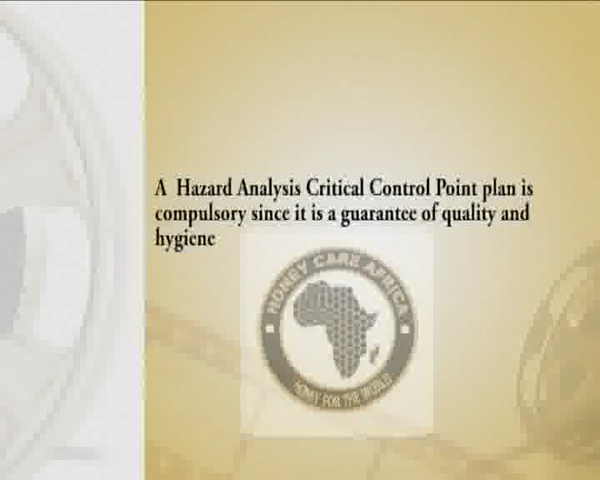 A Hazard Analysis Critical Control Point plan is
compulsory since it is a guarantee of quality and
hygiene
HONEY CARE AFRICA
HONEY FOR THE WORLD